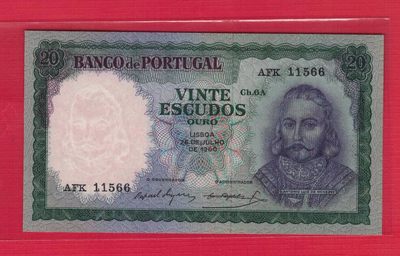 20 BANCO de PORTUGAL 20
AFK 11566
VINTE Ch.6A
ESCUDOS
OURO
LISBOA
26 DE JULHO
DE 1960
AFK 11566
O GOVERNADOR O ADMINISTRADOR